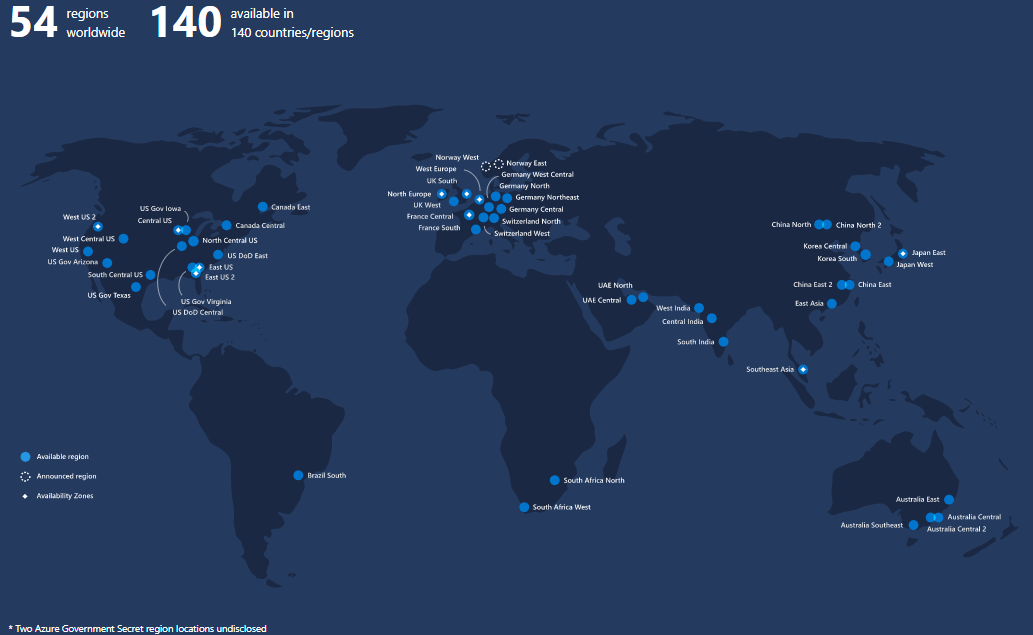 54 regions worldwide
140 available in 140 countries/regions
Norway West
Norway East
West Europe
Germany West Central
UK South
Germany North
North Europe
Germany Northeast
UK West
Germany Central
France Central
Switzerland North
France South
Switzerland West
US Gov Iowa
Canada East
West US 2
Central US
Canada Central
West Central US
North Central US
West US
US DoD East
US Gov Arizona
East US
South Central US
East US 2
US Gov Texas
US Gov Virginia
US DoD Central
China North
China North 2
Korea Central
Japan East
Korea South
Japan West
UAE North
China East 2
China East
UAE Central
East Asia
West India
Central India
South India
Southeast Asia
Available region
Announced region
Availability Zones
Brazil South
South Africa North
South Africa West
Australia East
Australia Central
Australia Southeast
Australia Central 2
* Two Azure Government Secret region locations undisclosed